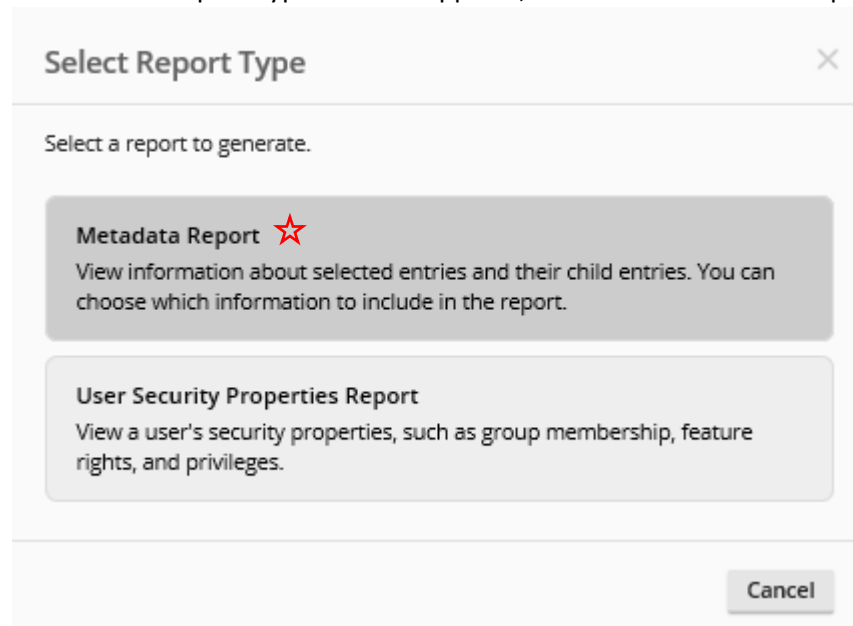 Select Report Type
Select a report to generate.
Metadata Report
View information about selected entries and their child entries. You can
choose which information to include in the report.
User Security Properties Report
View a user's security properties, such as group membership, feature
rights, and privileges.
Cancel